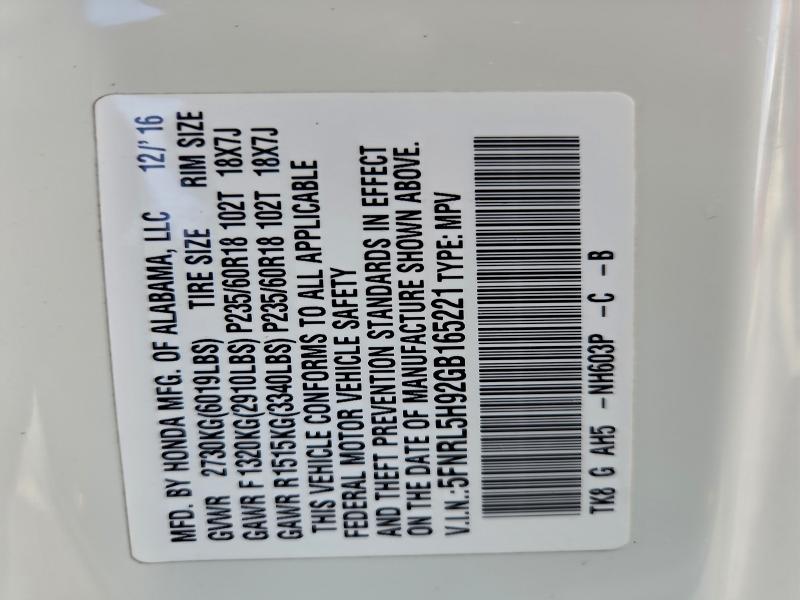 MFD. BY HONDA MFG. OF ALABAMA, LLC 12/'16
GVWR 2730KG(6019LBS) TIRE SIZE RIM SIZE
GAWR F 1320KG(2910LBS) P235/60R18 102T 18X7J
GAWR R1515KG(3340LBS) P235/60R18 102T 18X7J
THIS VEHICLE CONFORMS TO ALL APPLICABLE
FEDERAL MOTOR VEHICLE SAFETY
AND THEFT PREVENTION STANDARDS IN EFFECT
ON THE DATE OF MANUFACTURE SHOWN ABOVE.
V.I.N.:5FNRL5H92GB165221 TYPE: MPV
TK8 G AH5 -NH603P -C -B